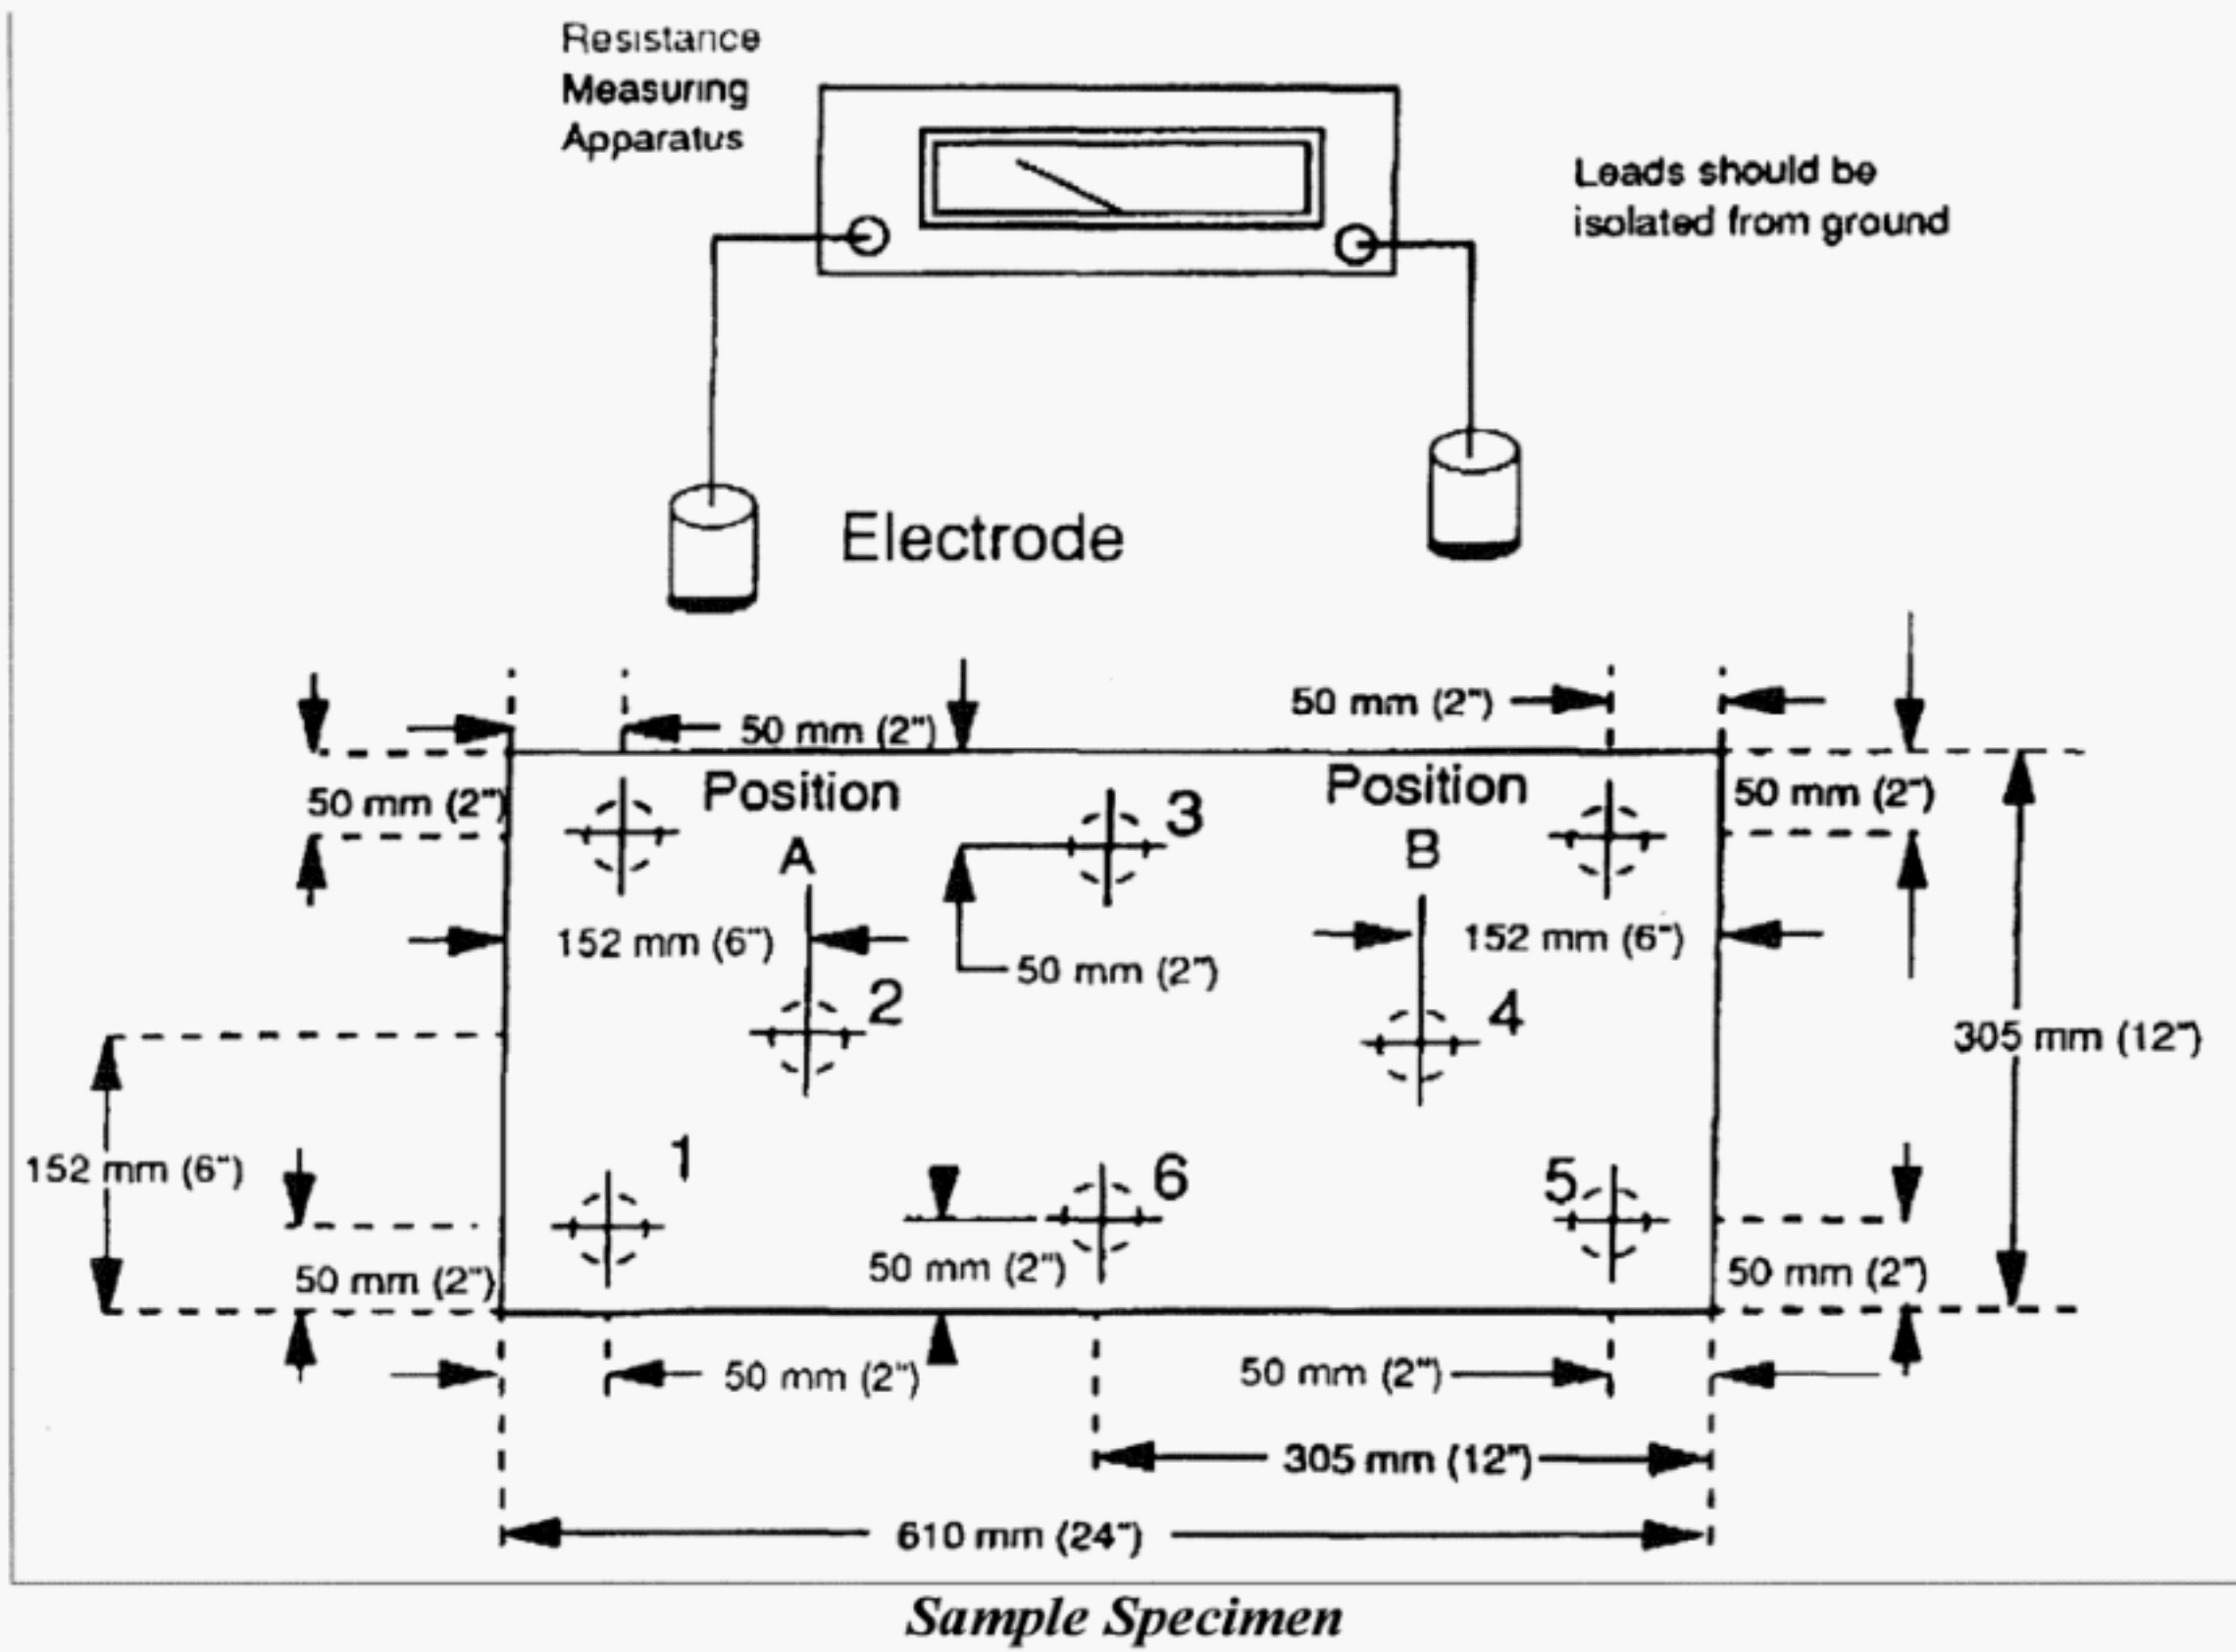 Resistance
Measuring
Apparatus
Leads should be
isolated from ground
Electrode
50 mm (2")
50 mm (2")
50 mm (2")
Position
A
3
Position
B
50 mm (2")
152 mm (6")
50 mm (2")
152 mm (6")
2
4
305 mm (12")
152 mm (6")
1
6
5
50 mm (2")
50 mm (2")
50 mm (2")
50 mm (2")
50 mm (2")
305 mm (12")
610 mm (24")
Sample Specimen